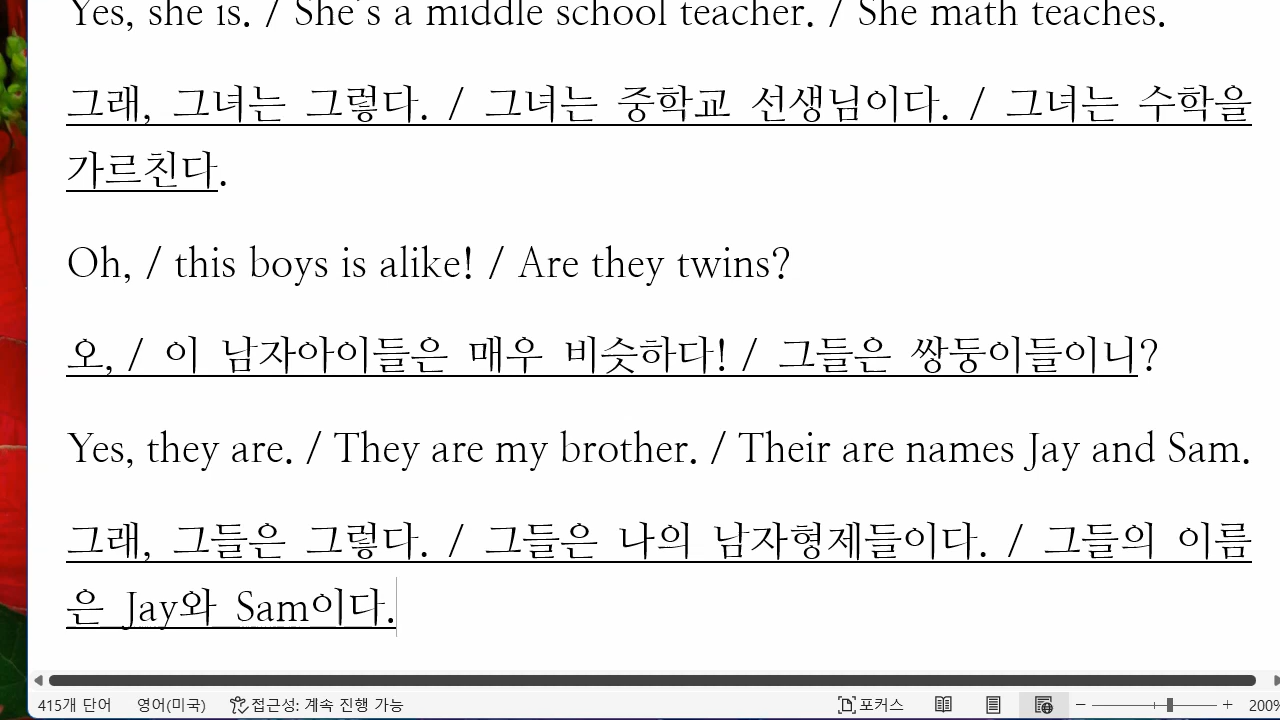 Yes, she is. / She's a middle school teacher. / She math teaches.
그래, 그녀는 그렇다. / 그녀는 중학교 선생님이다. / 그녀는 수학을
가르친다.
Oh, / this boys is alike! / Are they twins?
오, / 이 남자아이들은 매우 비슷하다! / 그들은 쌍둥이들이니?
Yes, they are. / They are my brother. / Their are names Jay and Sam.
그래, 그들은 그렇다. / 그들은 나의 남자형제들이다. / 그들의 이름
은 Jay와 Sam이다.
415개 단어 영어(미국) 접근성: 계속 진행 가능 포커스 200%